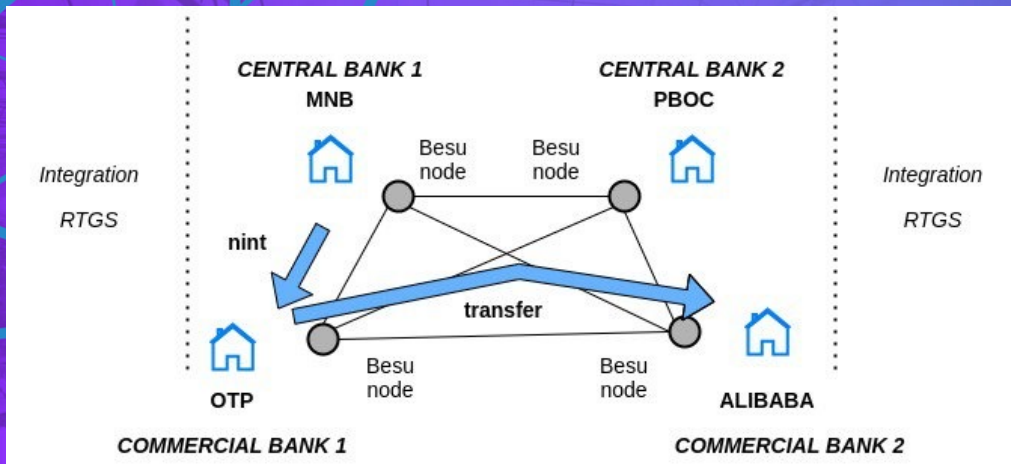 CENTRAL BANK 1
MNB
CENTRAL BANK 2
PBOC
Besu
node
Besu
node
Integration
RTGS
Integration
RTGS
nint
transfer
Besu
node
Besu
node
OTP
ALIBABA
COMMERCIAL BANK 1
COMMERCIAL BANK 2